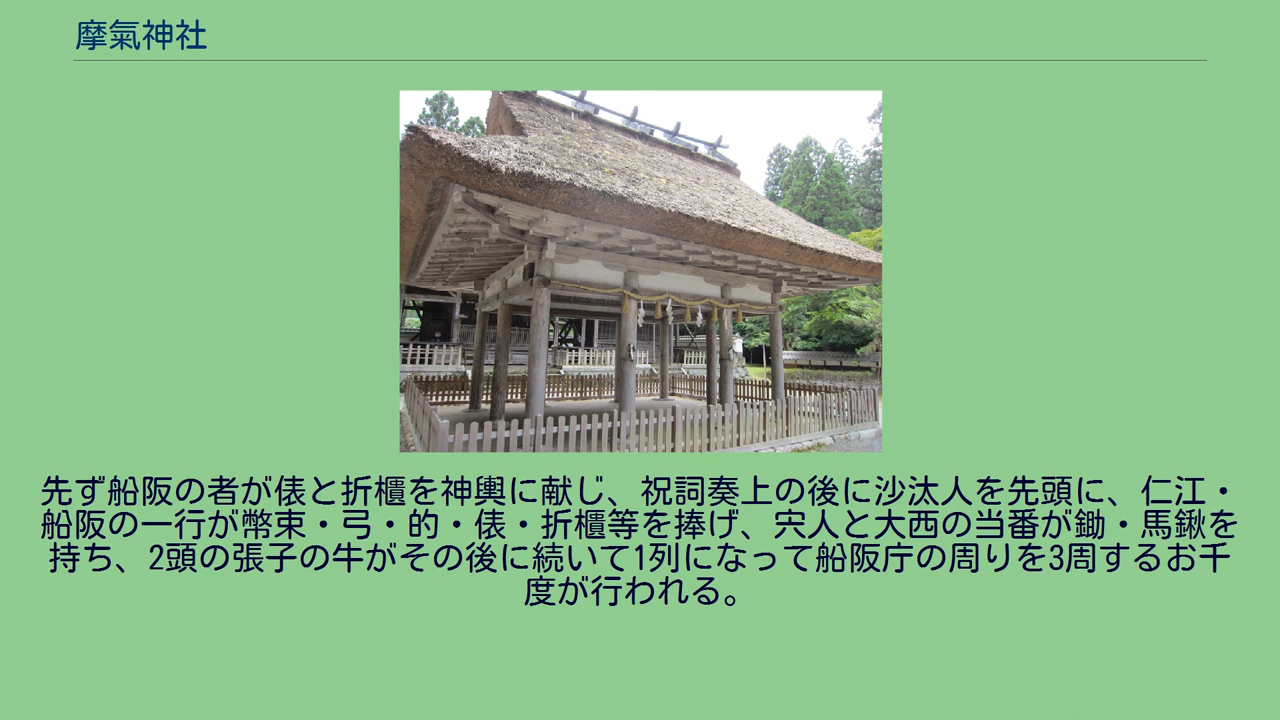 摩氣神社
先ず船阪の者が俵と折櫃を神輿に献じ、祝詞奏上の後に沙汰人を先頭に、仁江・
船阪の一行が幣束・弓・的・俵・折櫃等を捧げ、宍人と大西の当番が鋤・馬鍬を
持ち、2頭の張子の牛がその後に続いて1列になって船阪庁の周りを3周するお千
度が行われる。